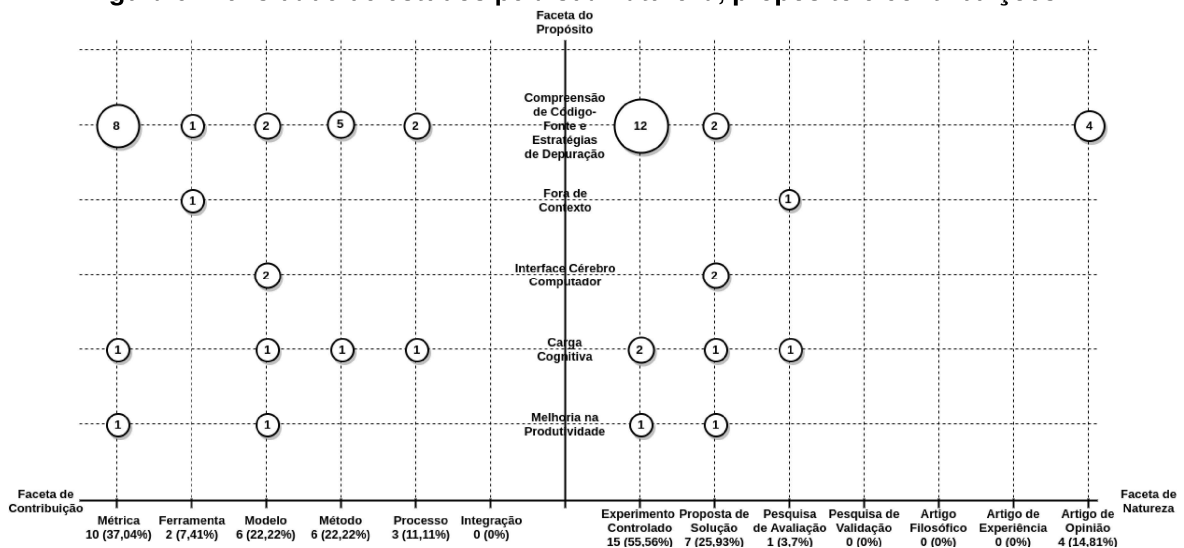 Faceta do
Propósito
8
1
2
5
2
Compreensão
de Código-
Fonte e
Estratégias
de Depuração
12
2
4
1
Fora de
Contexto
1
2
Interface Cérebro
Computador
2
1
1
1
1
Carga
Cognitiva
2
1
1
1
1
Melhoria na
Produtividade
1
1
Faceta de
Contribuição
Métrica
10 (37,04%)
Ferramenta
2 (7,41%)
Modelo
6 (22,22%)
Método
6 (22,22%)
Processo
3 (11,11%)
Integração
0 (0%)
Experimento
Controlado
15 (55,56%)
Proposta de
Solução
7 (25,93%)
Pesquisa
de Avaliação
1 (3,7%)
Pesquisa de
Validação
0 (0%)
Artigo
Filosófico
0 (0%)
Artigo de
Experiência
0 (0%)
Artigo de
Opinião
4 (14,81%)
Faceta de
Natureza